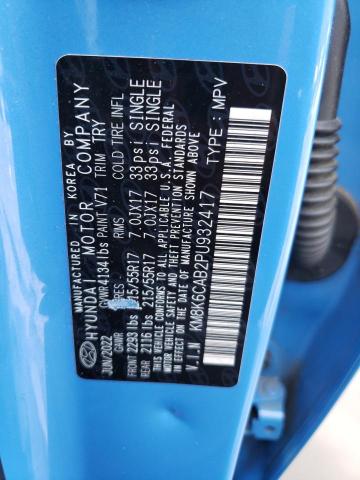 MANUFACTURED IN KOREA BY
HYUNDAI MOTOR COMPANY
JUN/2022 GVWR 4134 lbs PAINT V71 TRIM TRY
GAWR TIRES RIMS COLD TIRE INFL
FRONT 2293 lbs 215/55R17 7.0JX17 33psi SINGLE
REAR 2116 lbs 215/55R17 7.0JX17 33psi SINGLE
THIS VEHICLE CONFORMS TO ALL APPLICABLE U.S.A. FEDERAL
MOTOR VEHICLE SAFETY, BUMPER, AND THEFT PREVENTION
STANDARDS IN EFFECT ON THE DATE OF MANUFACTURE SHOWN ABOVE
V.I.N KM8K6CAB2PU932417 TYPE : MPV